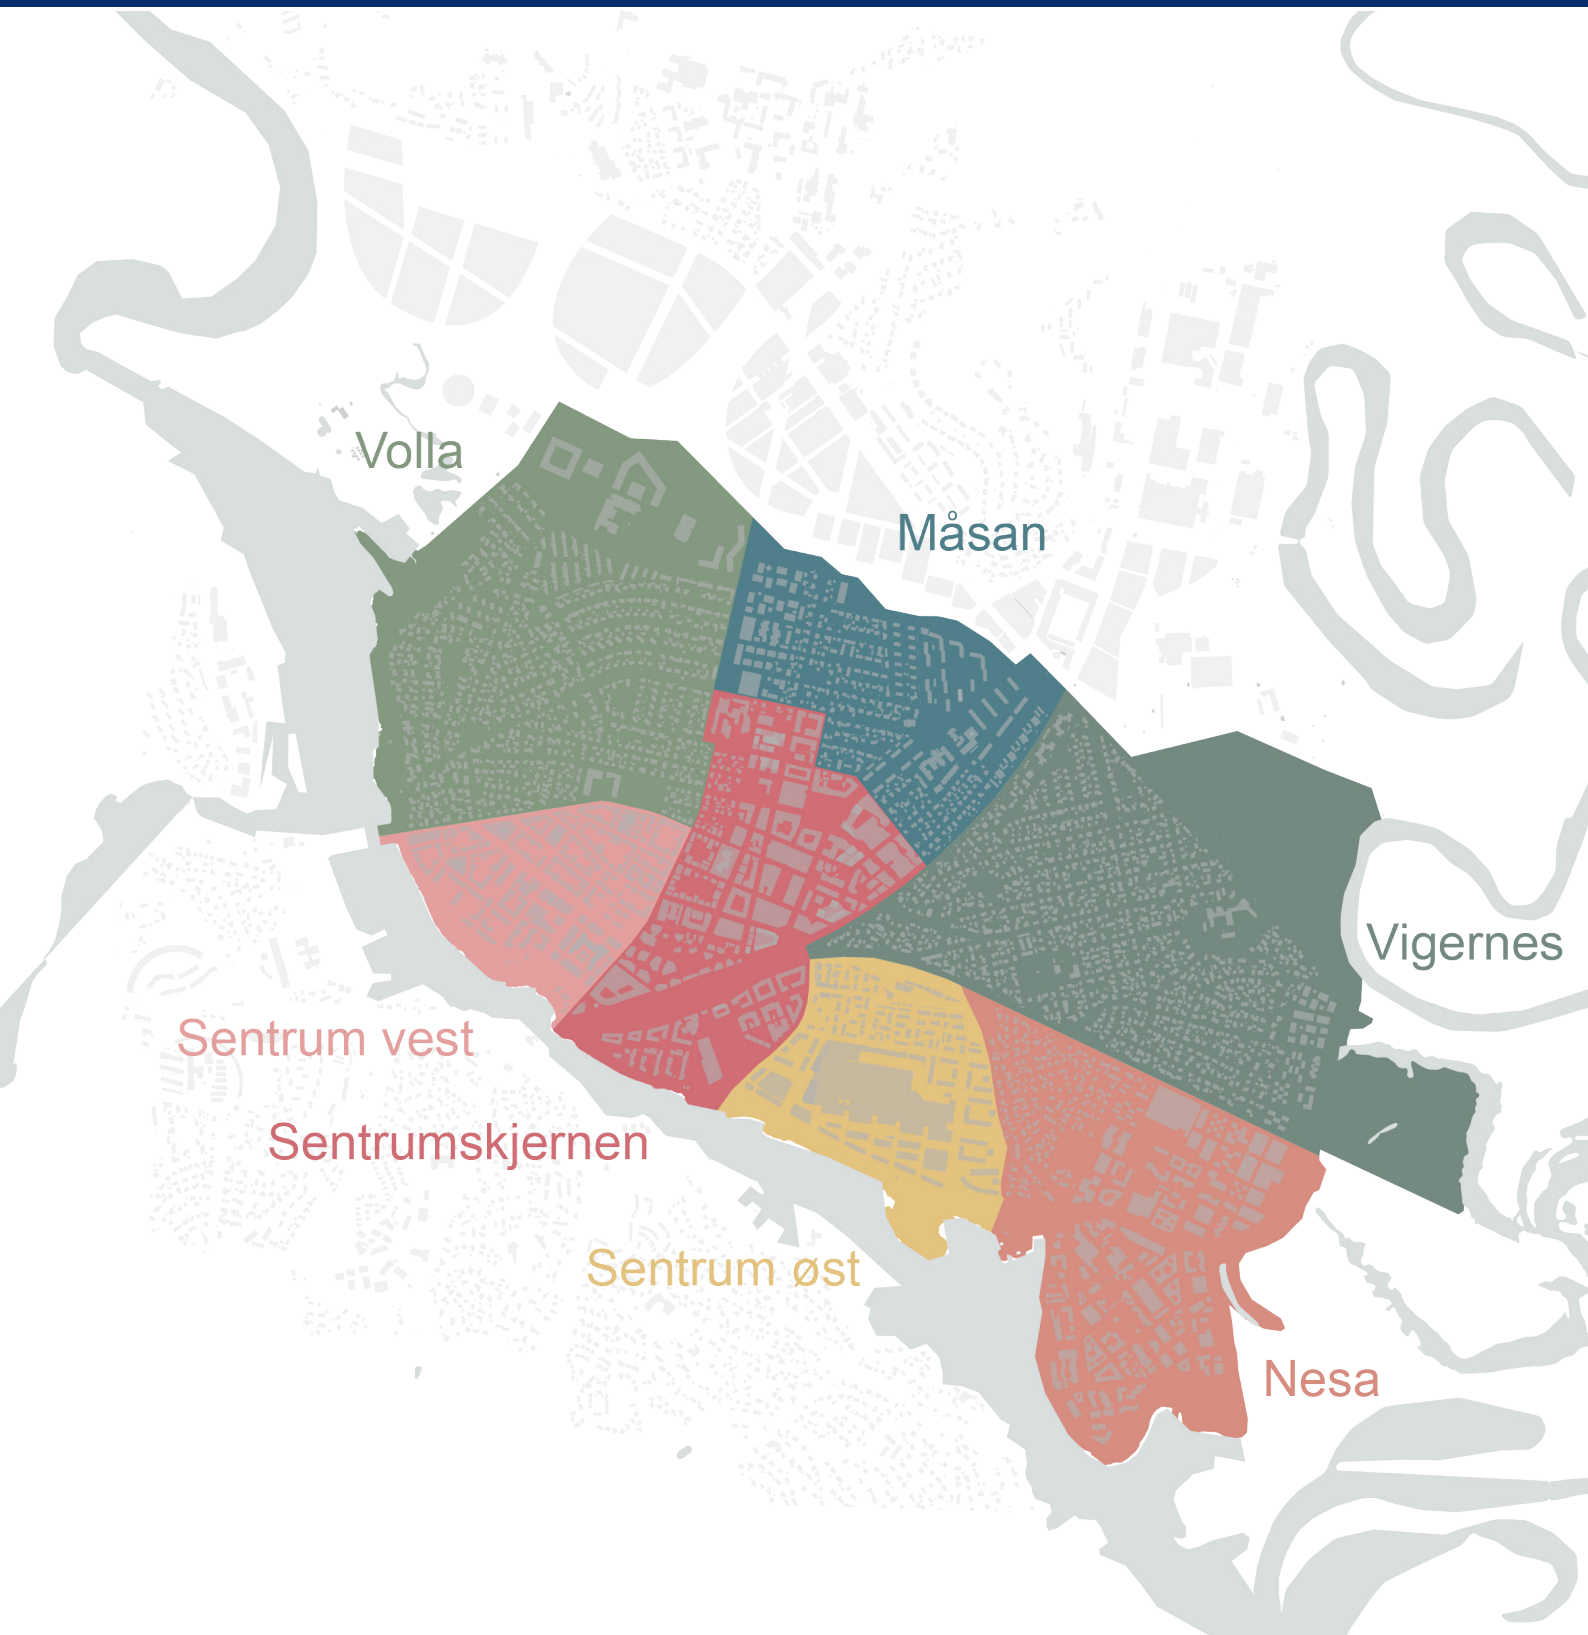 Volla
Måsan
Vigernes
Sentrum vest
Sentrumskjernen
Sentrum øst
Nesa